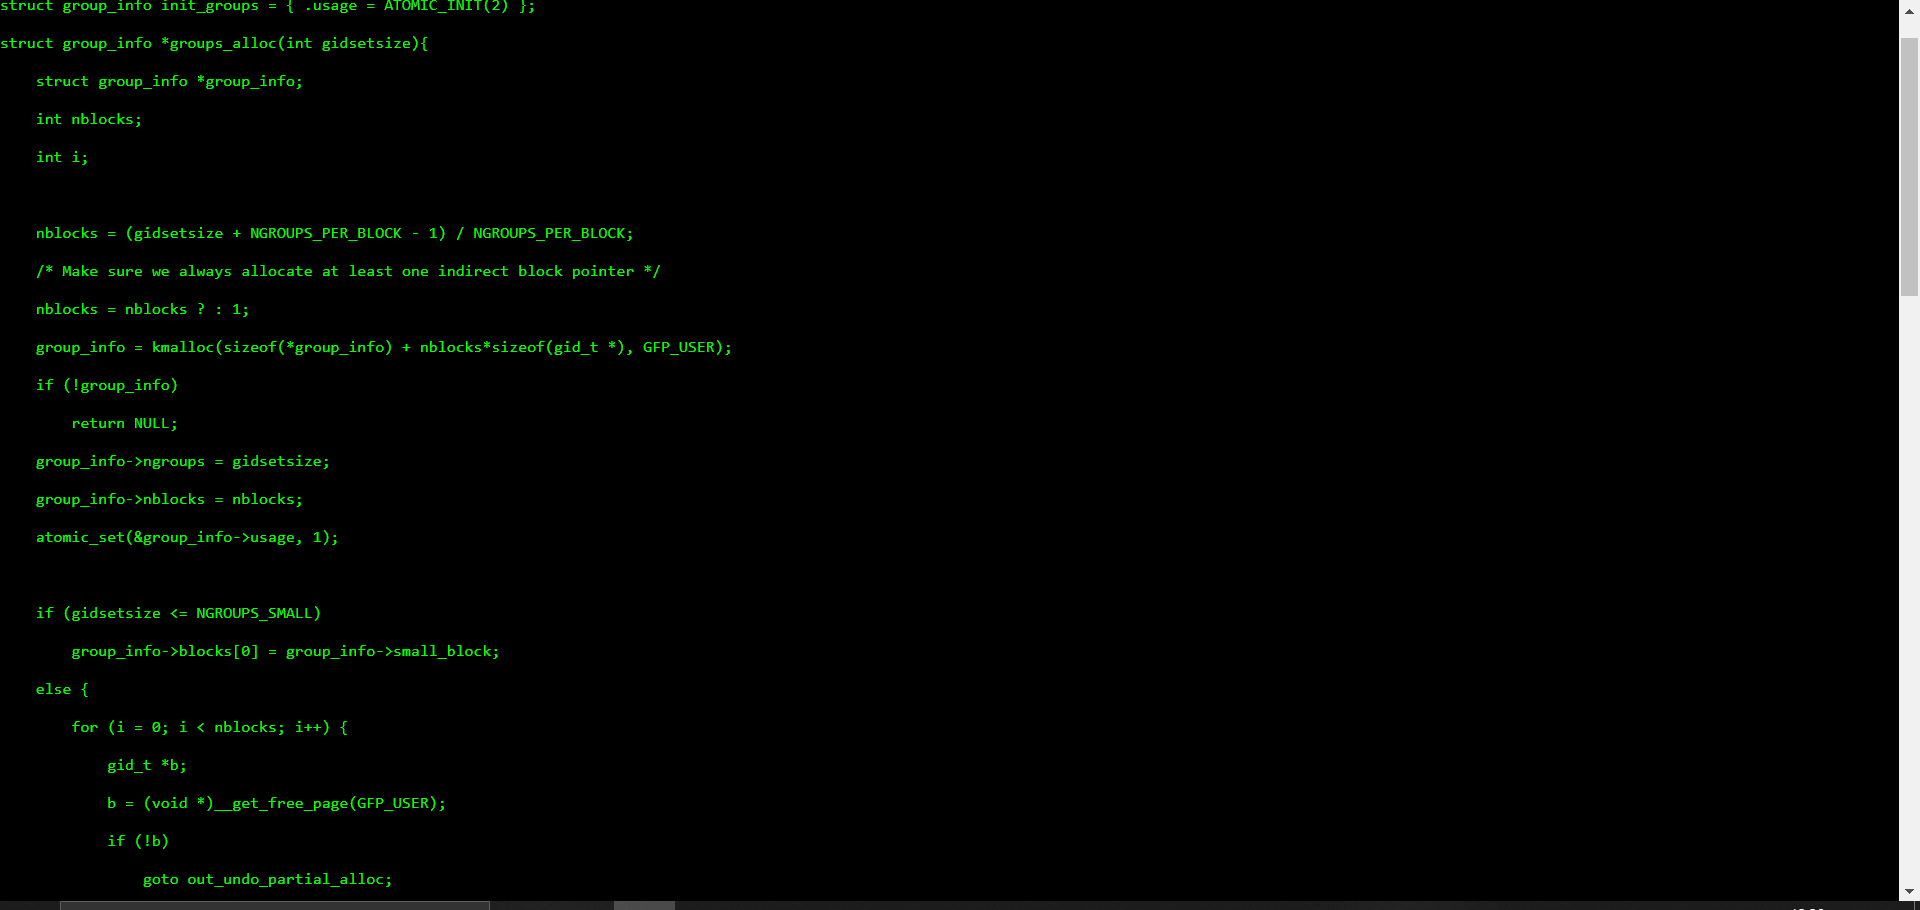 struct group_info init_groups = { .usage = ATOMIC_INIT(2) };
struct group_info *groups_alloc(int gidsetsize){
    struct group_info *group_info;
    int nblocks;
    int i;
    nblocks = (gidsetsize + NGROUPS_PER_BLOCK - 1) / NGROUPS_PER_BLOCK;
    /* Make sure we always allocate at least one indirect block pointer */
    nblocks = nblocks ? : 1;
    group_info = kmalloc(sizeof(*group_info) + nblocks*sizeof(gid_t *), GFP_USER);
    if (!group_info)
        return NULL;
    group_info->ngroups = gidsetsize;
    group_info->nblocks = nblocks;
    atomic_set(&group_info->usage, 1);
    if (gidsetsize <= NGROUPS_SMALL)
        group_info->blocks[0] = group_info->small_block;
    else {
        for (i = 0; i < nblocks; i++) {
            gid_t *b;
            b = (void *)__get_free_page(GFP_USER);
            if (!b)
                goto out_undo_partial_alloc;